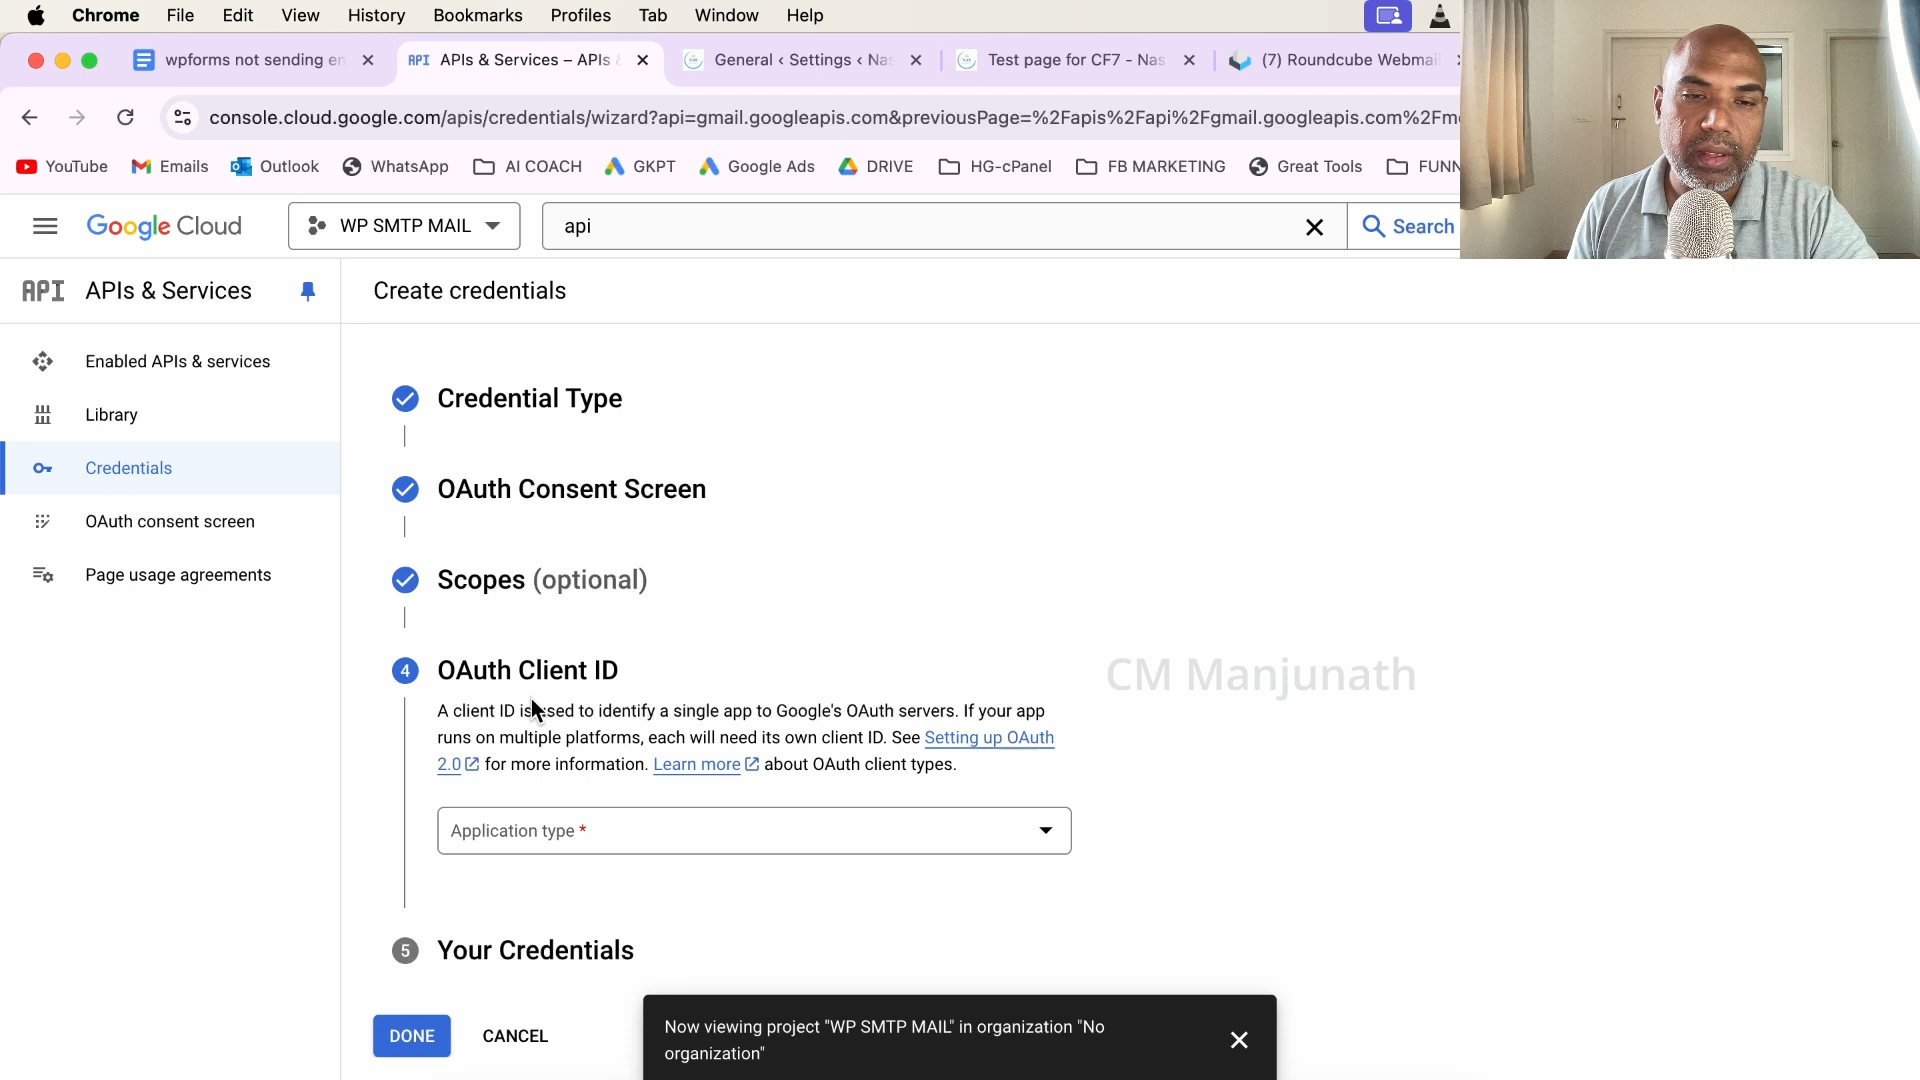 Chrome File Edit View History Bookmarks Profiles Tab Window Help
wpforms not sending en
APIs & Services – APIs &
General ‹ Settings ‹ Nas
Test page for CF7 - Nas
(7) Roundcube Webmail
console.cloud.google.com/apis/credentials/wizard?api=gmail.googleapis.com&previousPage=%2Fapis%2Fapi%2Fgmail.googleapis.com%2Fme
YouTube Emails Outlook WhatsApp AI COACH GKPT Google Ads DRIVE HG-cPanel FB MARKETING Great Tools FUNN
Google Cloud
WP SMTP MAIL
api
Search
API APIs & Services
Create credentials
Enabled APIs & services
Library
Credentials
OAuth consent screen
Page usage agreements
Credential Type
OAuth Consent Screen
Scopes (optional)
4 OAuth Client ID
A client ID is used to identify a single app to Google's OAuth servers. If your app
runs on multiple platforms, each will need its own client ID. See Setting up OAuth
2.0 for more information. Learn more about OAuth client types.
Application type *
CM Manjunath
5 Your Credentials
DONE
CANCEL
Now viewing project "WP SMTP MAIL" in organization "No
organization"